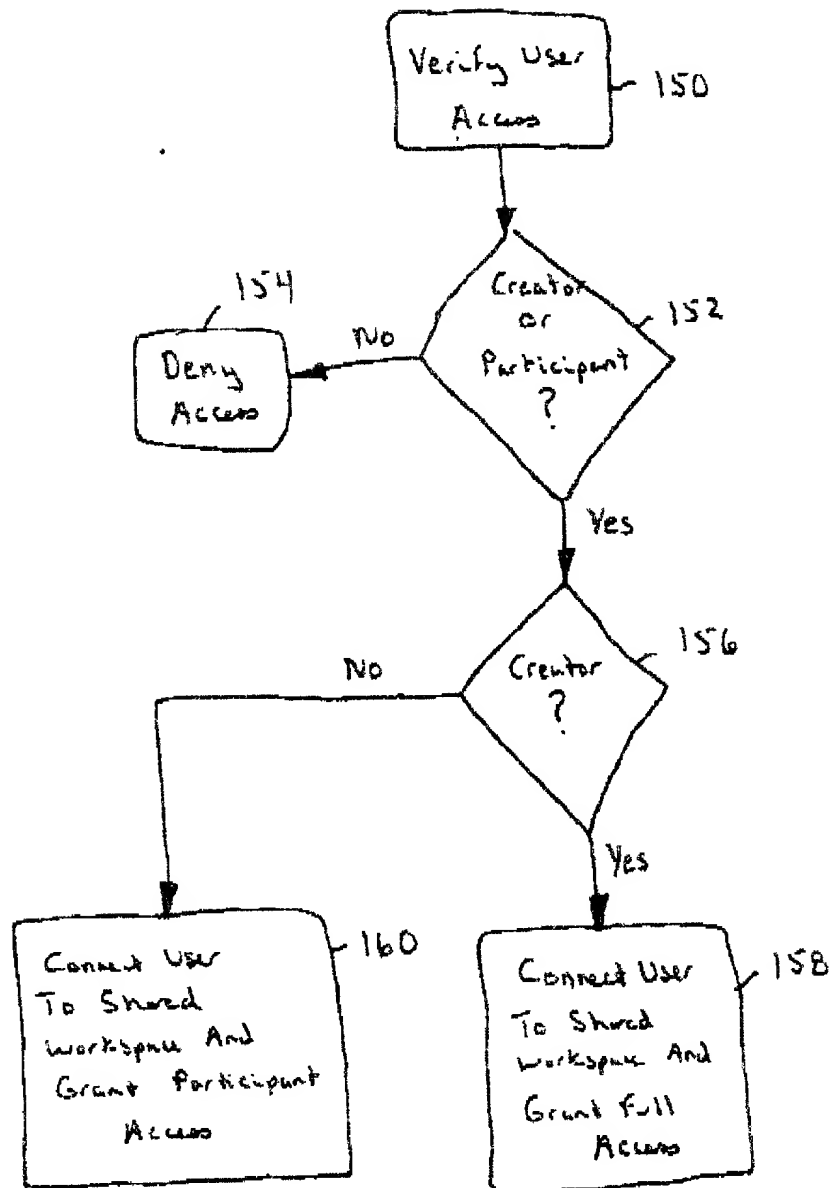 Verify User
Access
150
Creator
or
Participant
?
152
154
No
Deny
Access
Yes
Creator
?
156
No
Yes
Connect User
To Shared
Workspace And
Grant Participant
Access
160
Connect User
To Shared
Workspace And
Grant Full
Access
158